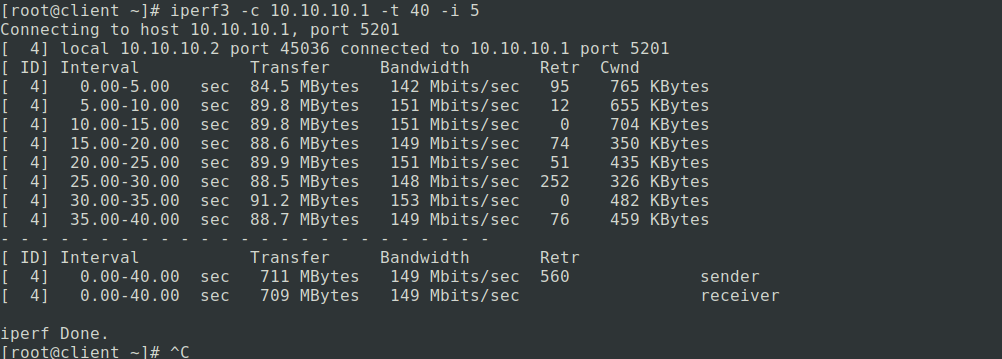 [root@client ~]# iperf3 -c 10.10.10.1 -t 40 -i 5
Connecting to host 10.10.10.1, port 5201
[  4] local 10.10.10.2 port 45036 connected to 10.10.10.1 port 5201
[ ID] Interval           Transfer     Bandwidth       Retr  Cwnd
[  4]   0.00-5.00   sec  84.5 MBytes   142 Mbits/sec   95    765 KBytes
[  4]   5.00-10.00  sec  89.8 MBytes   151 Mbits/sec   12    655 KBytes
[  4]  10.00-15.00  sec  89.8 MBytes   151 Mbits/sec    0    704 KBytes
[  4]  15.00-20.00  sec  88.6 MBytes   149 Mbits/sec   74    350 KBytes
[  4]  20.00-25.00  sec  89.9 MBytes   151 Mbits/sec   51    435 KBytes
[  4]  25.00-30.00  sec  88.5 MBytes   148 Mbits/sec  252    326 KBytes
[  4]  30.00-35.00  sec  91.2 MBytes   153 Mbits/sec    0    482 KBytes
[  4]  35.00-40.00  sec  88.7 MBytes   149 Mbits/sec   76    459 KBytes
- - - - - - - - - - - - - - - - - - - - - - - - -
[ ID] Interval           Transfer     Bandwidth       Retr
[  4]   0.00-40.00  sec   711 MBytes   149 Mbits/sec  560             sender
[  4]   0.00-40.00  sec   709 MBytes   149 Mbits/sec                  receiver

iperf Done.
[root@client ~]# ^C